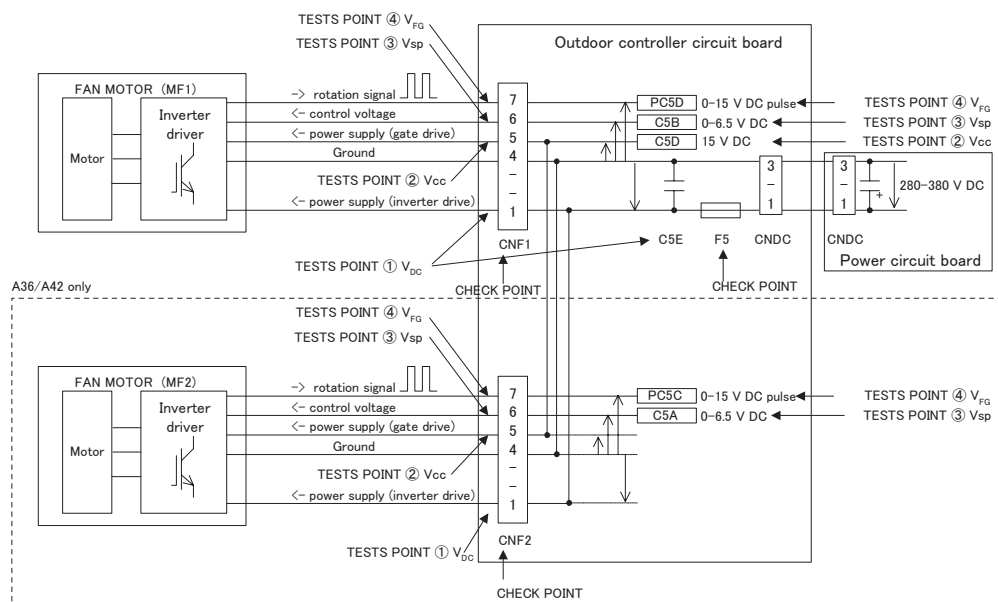 TESTS POINT ④ VFG
TESTS POINT ③ Vsp
Outdoor controller circuit board
FAN MOTOR (MF1)
Motor
Inverter
driver
-> rotation signal
<- control voltage
<- power supply (gate drive)
Ground
TESTS POINT ② Vcc
<- power supply (inverter drive)
7
6
5
4
-
-
1
CNF1
PC5D 0-15 V DC pulse
C5B 0-6.5 V DC
C5D 15 V DC
TESTS POINT ④ VFG
TESTS POINT ③ Vsp
TESTS POINT ② Vcc
3
-
1
3
-
1
+
280-380 V DC
C5E F5 CNDC CNDC
Power circuit board
TESTS POINT ① VDC
CHECK POINT
CHECK POINT
A36/A42 only
TESTS POINT ④ VFG
TESTS POINT ③ Vsp
FAN MOTOR (MF2)
Motor
Inverter
driver
-> rotation signal
<- control voltage
<- power supply (gate drive)
Ground
TESTS POINT ② Vcc
<- power supply (inverter drive)
7
6
5
4
-
-
1
CNF2
PC5C 0-15 V DC pulse
C5A 0-6.5 V DC
TESTS POINT ④ VFG
TESTS POINT ③ Vsp
TESTS POINT ① VDC
CHECK POINT